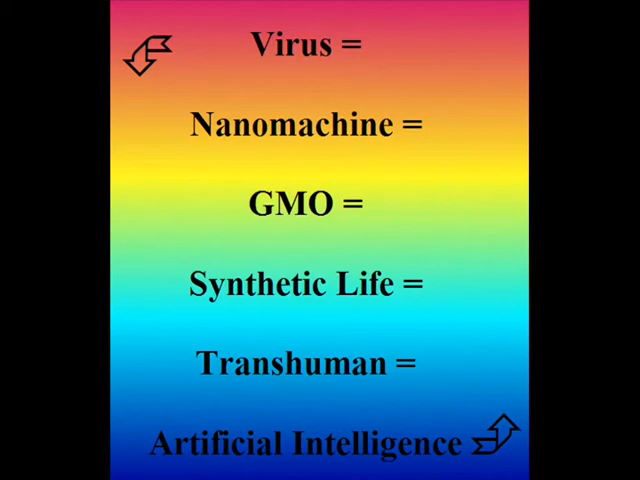 Virus =
Nanomachine =
GMO =
Synthetic Life =
Transhuman =
Artificial Intelligence